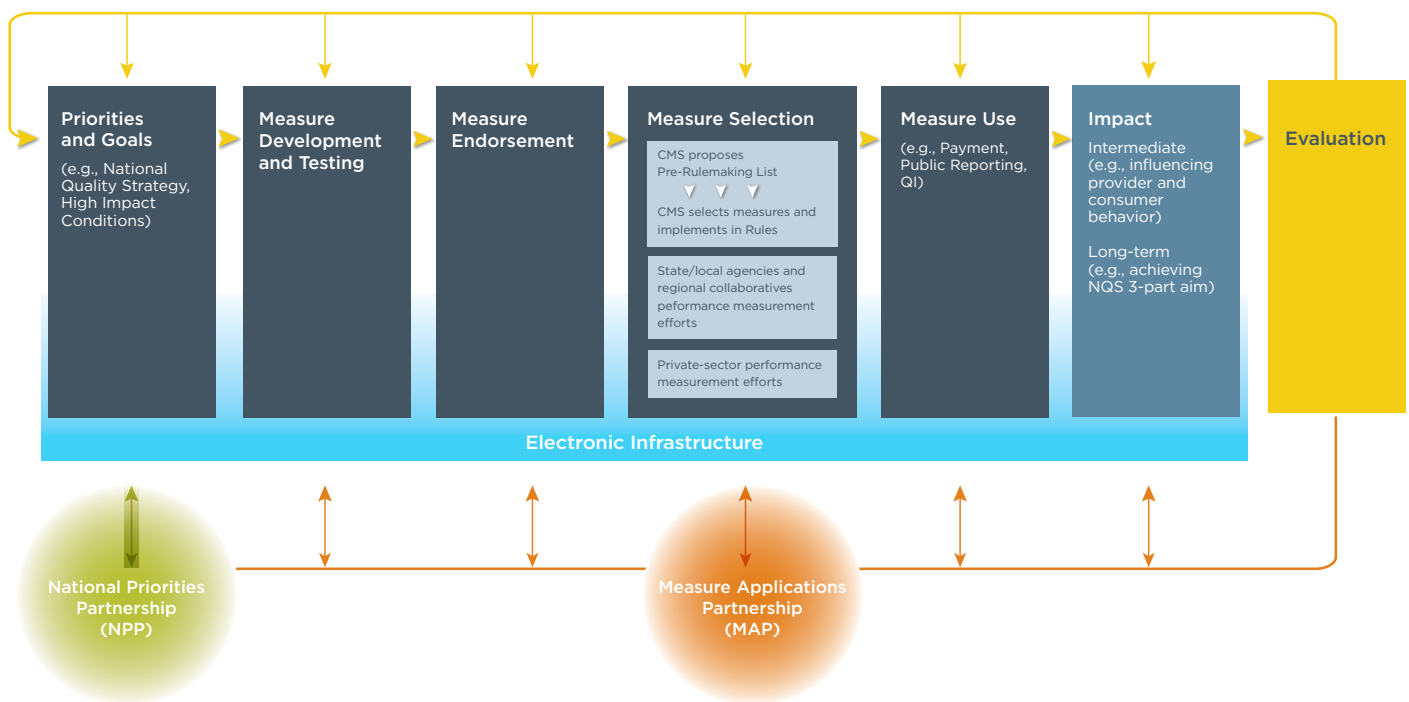 Priorities
and Goals
(e.g., National
Quality Strategy,
High Impact
Conditions)
Measure
Development
and Testing
Measure
Endorsement
Measure Selection
CMS proposes
Pre-Rulemaking List
CMS selects measures and
implements in Rules
State/local agencies and
regional collaboratives
peformance measurement
efforts
Private-sector performance
measurement efforts
Measure Use
(e.g., Payment,
Public Reporting,
QI)
Impact
Intermediate
(e.g., influencing
provider and
consumer
behavior)
Long-term
(e.g., achieving
NQS 3-part aim)
Evaluation
Electronic Infrastructure
National Priorities
Partnership
(NPP)
Measure Applications
Partnership
(MAP)